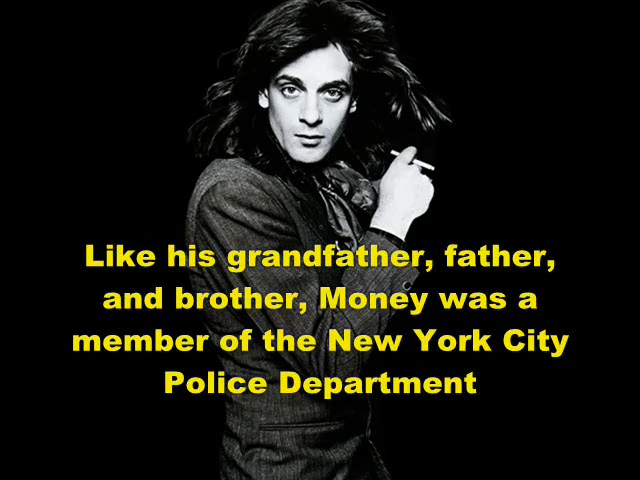 Like his grandfather, father,
and brother, Money was a
member of the New York City
Police Department